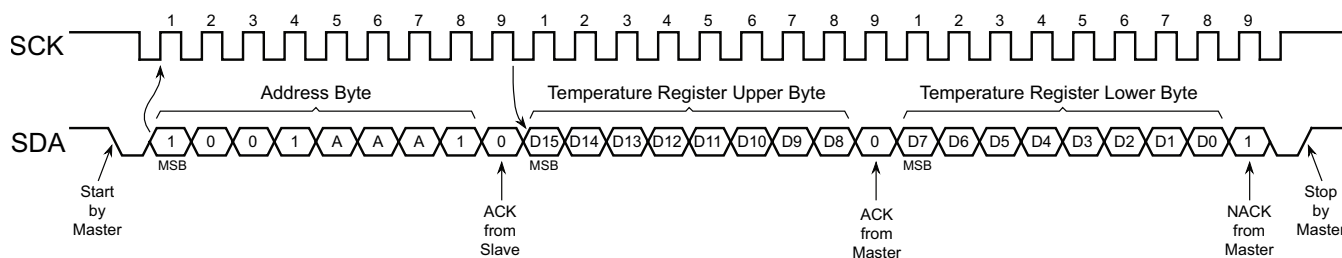 1 2 3 4 5 6 7 8 9 1 2 3 4 5 6 7 8 9 1 2 3 4 5 6 7 8 9
SCK
Address Byte Temperature Register Upper Byte Temperature Register Lower Byte
SDA 1 0 0 1 A A A 1 0 D15 D14 D13 D12 D11 D10 D9 D8 0 D7 D6 D5 D4 D3 D2 D1 D0 1
MSB MSB MSB
Start
by
Master
ACK
from
Slave
ACK
from
Master
NACK
from
Master
Stop
by
Master